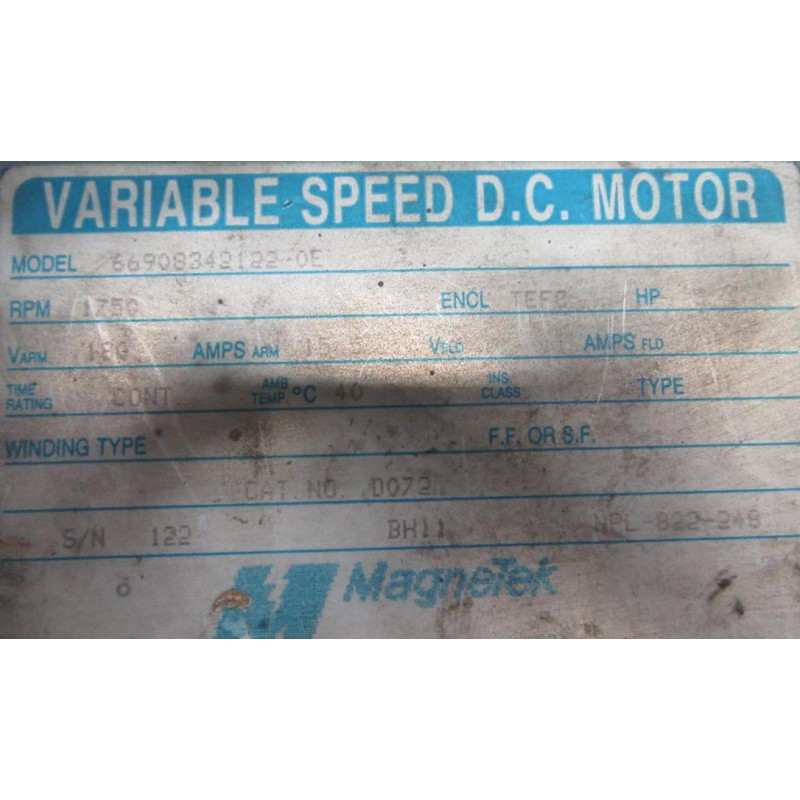 VARIABLE SPEED D.C. MOTOR
MODEL 66908342122-0E
RPM 1750 ENCL TEFC HP
VARM 180 AMPS ARM 15 VFLD AMPS FLD
TIME RATING CONT. AMB TEMP. °C 40 INS. CLASS TYPE
WINDING TYPE F.F. OR S.F.
CAT NO. D072
S/N 122 BH11 NPL-822-248
MagneTek